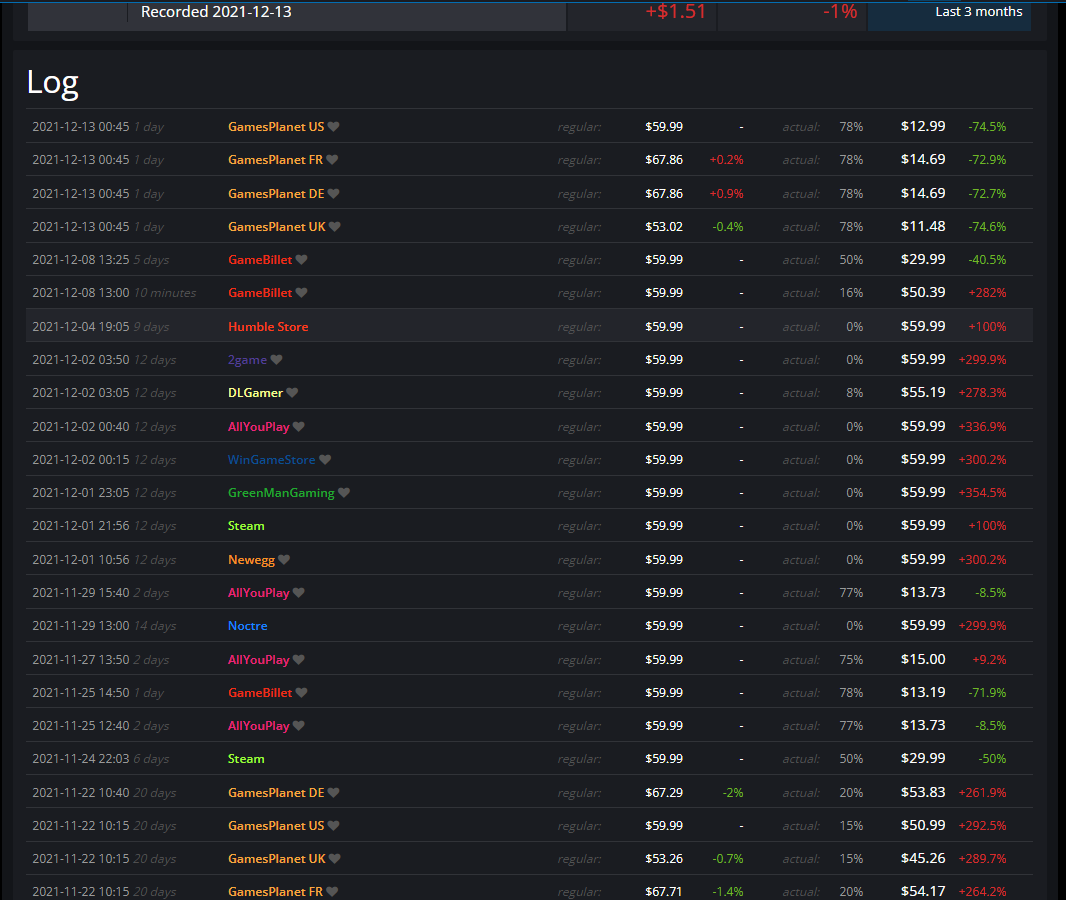 Recorded 2021-12-13 +$1.51 -1% Last 3 months
Log
2021-12-13 00:45 1 day GamesPlanet US regular: $59.99 - actual: 78% $12.99 -74.5%
2021-12-13 00:45 1 day GamesPlanet FR regular: $67.86 +0.2% actual: 78% $14.69 -72.9%
2021-12-13 00:45 1 day GamesPlanet DE regular: $67.86 +0.9% actual: 78% $14.69 -72.7%
2021-12-13 00:45 1 day GamesPlanet UK regular: $53.02 -0.4% actual: 78% $11.48 -74.6%
2021-12-08 13:25 5 days GameBillet regular: $59.99 - actual: 50% $29.99 -40.5%
2021-12-08 13:00 10 minutes GameBillet regular: $59.99 - actual: 16% $50.39 +282%
2021-12-04 19:05 9 days Humble Store regular: $59.99 - actual: 0% $59.99 +100%
2021-12-02 03:50 12 days 2game regular: $59.99 - actual: 0% $59.99 +299.9%
2021-12-02 03:05 12 days DLGamer regular: $59.99 - actual: 8% $55.19 +278.3%
2021-12-02 00:40 12 days AllYouPlay regular: $59.99 - actual: 0% $59.99 +336.9%
2021-12-02 00:15 12 days WinGameStore regular: $59.99 - actual: 0% $59.99 +300.2%
2021-12-01 23:05 12 days GreenManGaming regular: $59.99 - actual: 0% $59.99 +354.5%
2021-12-01 21:56 12 days Steam regular: $59.99 - actual: 0% $59.99 +100%
2021-12-01 10:56 12 days Newegg regular: $59.99 - actual: 0% $59.99 +300.2%
2021-11-29 15:40 2 days AllYouPlay regular: $59.99 - actual: 77% $13.73 -8.5%
2021-11-29 13:00 14 days Noctre regular: $59.99 - actual: 0% $59.99 +299.9%
2021-11-27 13:50 2 days AllYouPlay regular: $59.99 - actual: 75% $15.00 +9.2%
2021-11-25 14:50 1 day GameBillet regular: $59.99 - actual: 78% $13.19 -71.9%
2021-11-25 12:40 2 days AllYouPlay regular: $59.99 - actual: 77% $13.73 -8.5%
2021-11-24 22:03 6 days Steam regular: $59.99 - actual: 50% $29.99 -50%
2021-11-22 10:40 20 days GamesPlanet DE regular: $67.29 -2% actual: 20% $53.83 +261.9%
2021-11-22 10:15 20 days GamesPlanet US regular: $59.99 - actual: 15% $50.99 +292.5%
2021-11-22 10:15 20 days GamesPlanet UK regular: $53.26 -0.7% actual: 15% $45.26 +289.7%
2021-11-22 10:15 20 days GamesPlanet FR regular: $67.71 -1.4% actual: 20% $54.17 +264.2%